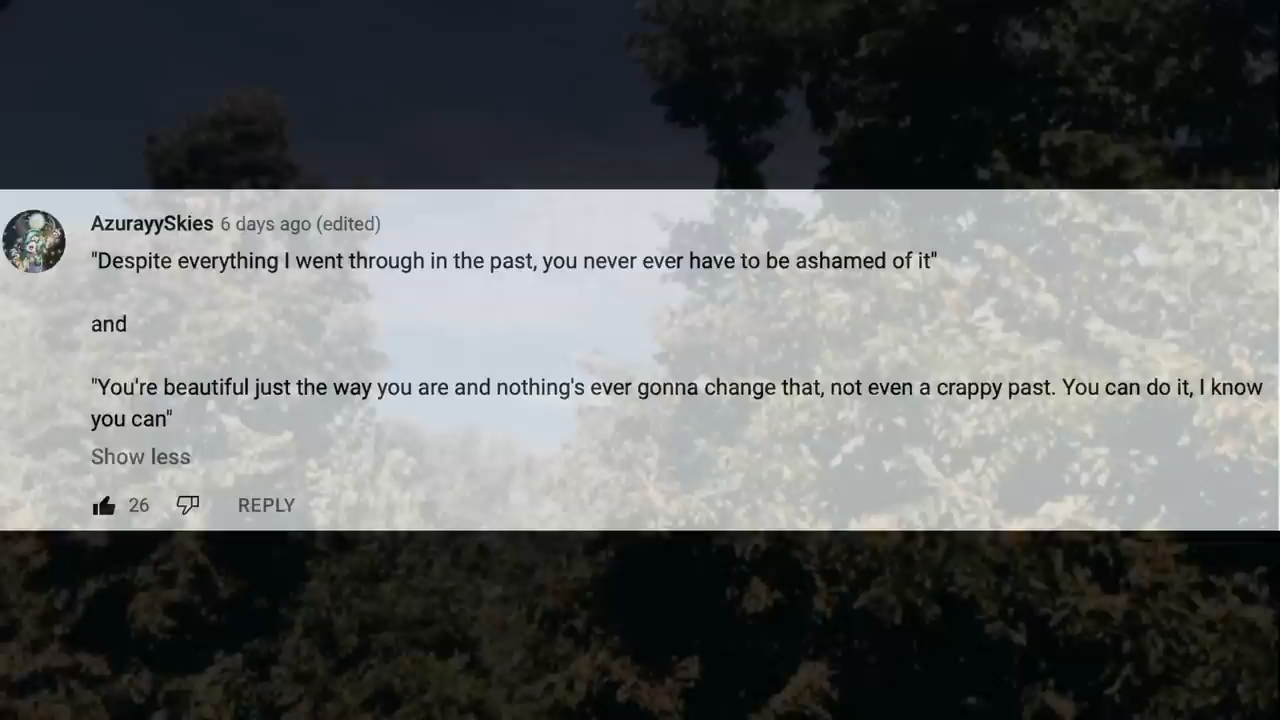 AzurayySkies 6 days ago (edited)
"Despite everything I went through in the past, you never ever have to be ashamed of it"
and
"You're beautiful just the way you are and nothing's ever gonna change that, not even a crappy past. You can do it, I know
you can"
Show less
26 REPLY